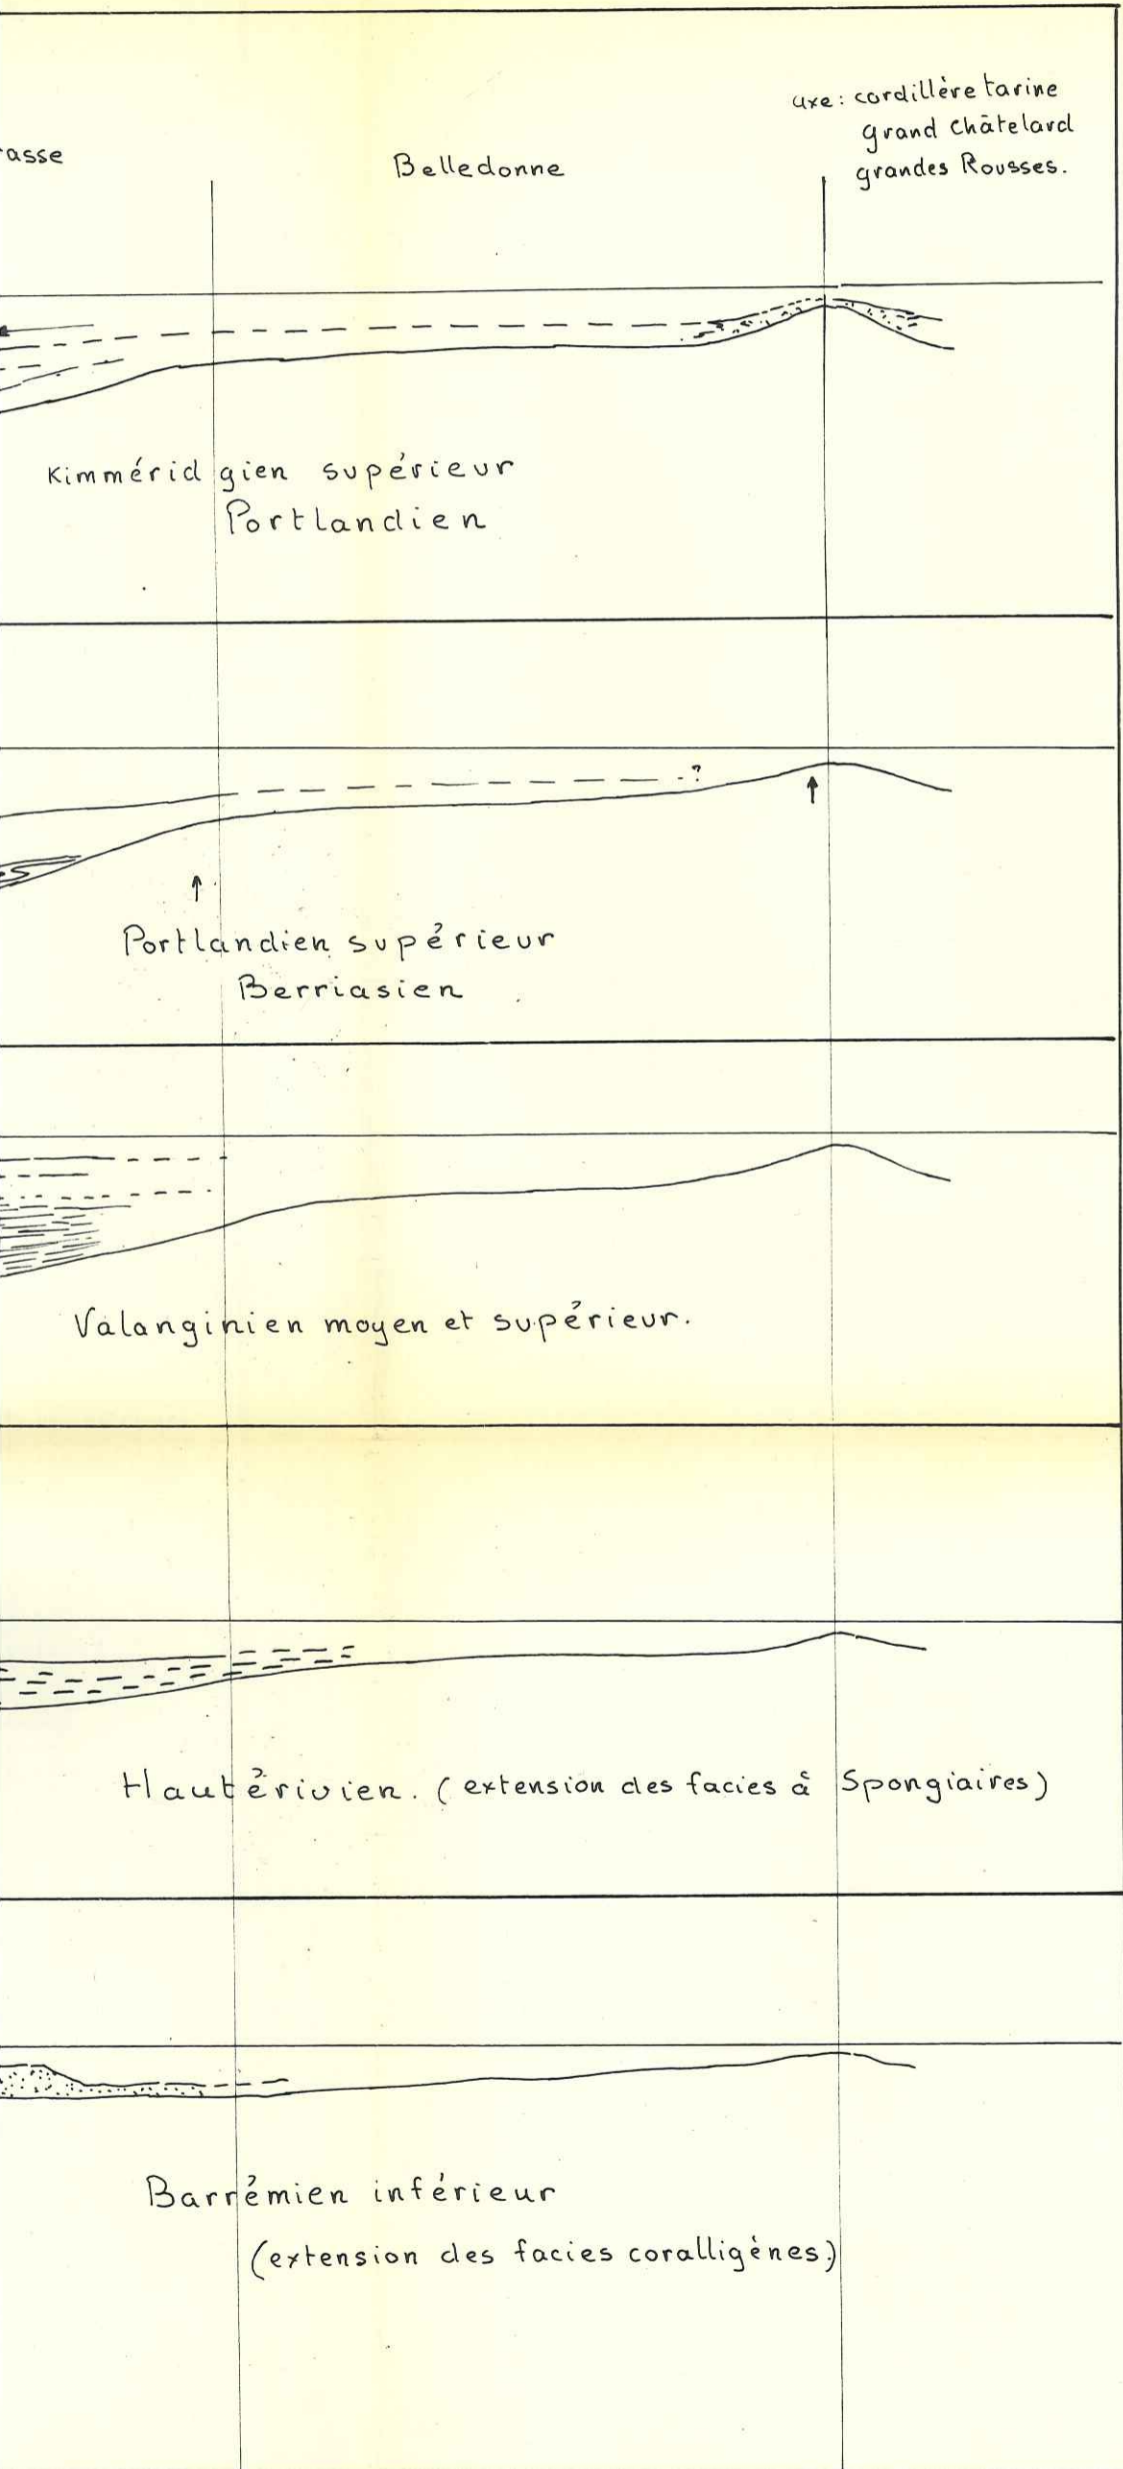 axe: cordillère tarine
grand Châtelard
grandes Rousses.
asse
Belledonne
Kimméridgien supérieur
Portlandien
?
Portlandien supérieur
Berriasien
Valanginien moyen et supérieur.
Hautérivien. (extension des facies à Spongiaires)
Barrémien inférieur
(extension des facies coralligènes)